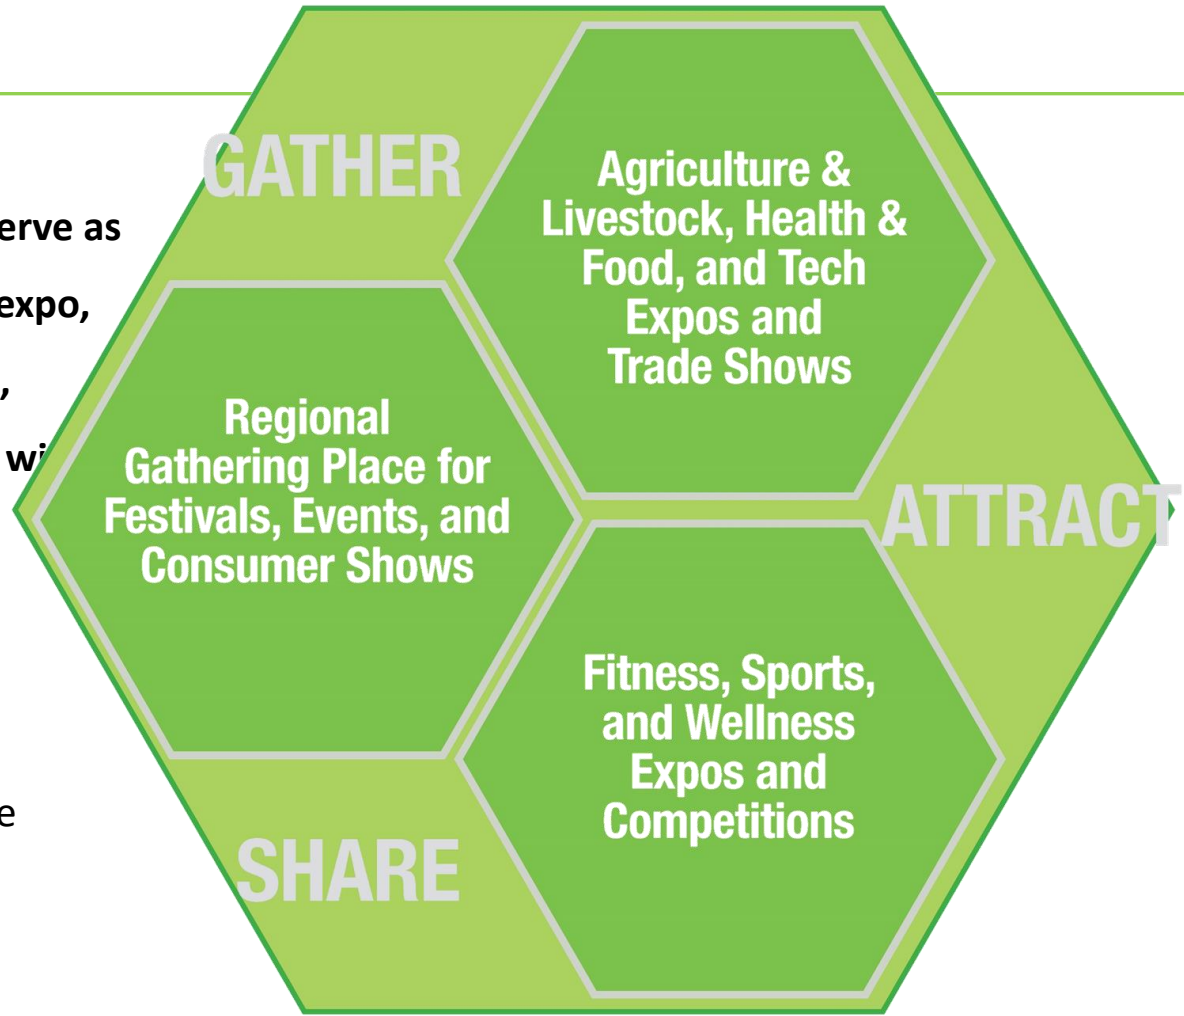 GATHER
Agriculture &
Livestock, Health &
Food, and Tech
Expos and
Trade Shows
erve as
expo,
,
wi
Regional
Gathering Place for
Festivals, Events, and
Consumer Shows
ATTRACT
Fitness, Sports,
and Wellness
Expos and
Competitions
e
SHARE